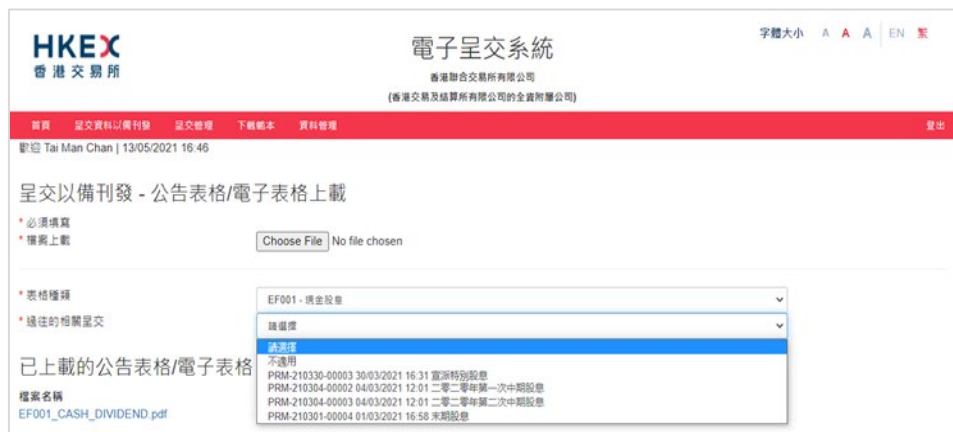 HKEX
香港交易所
電子呈交系統
香港聯合交易所有限公司
(香港交易及結算所有限公司的全資附屬公司)
字體大小 A A A EN 繁
首頁 呈交資料以備刊發 呈交管理 下載範本 資料管理 登出
歡迎 Tai Man Chan | 13/05/2021 16:46
呈交以備刊發 - 公告表格/電子表格上載
* 必須填寫
* 檔案上載 Choose File No file chosen
* 表格種類 EF001 - 現金股息
* 過往的相關呈交 請選擇
請選擇
不適用
PRM-210330-00003 30/03/2021 16:31 宣派特別股息
PRM-210304-00002 04/03/2021 12:01 二零二零年第一次中期股息
PRM-210304-00003 04/03/2021 12:01 二零二零年第二次中期股息
PRM-210301-00004 01/03/2021 16:58 末期股息
已上載的公告表格/電子表格
檔案名稱
EF001_CASH_DIVIDEND.pdf